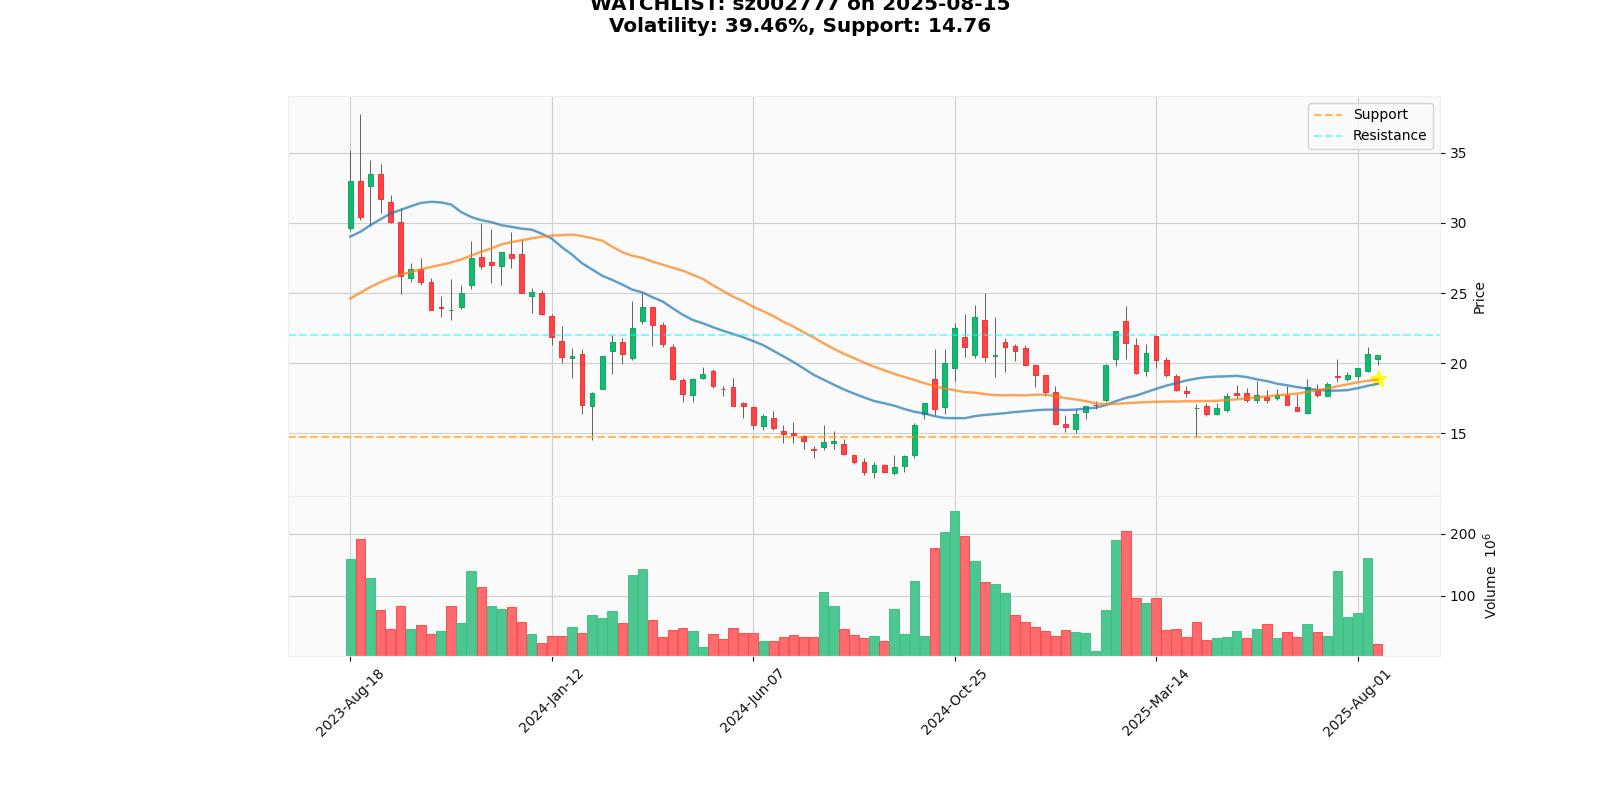 WATCHLIST: sz002777 on 2025-08-15
Volatility: 39.46%, Support: 14.76
Support
Resistance
35
30
25
20
15
Price
200
100
Volume 10⁶
2023-Aug-18
2024-Jan-12
2024-Jun-07
2024-Oct-25
2025-Mar-14
2025-Aug-01